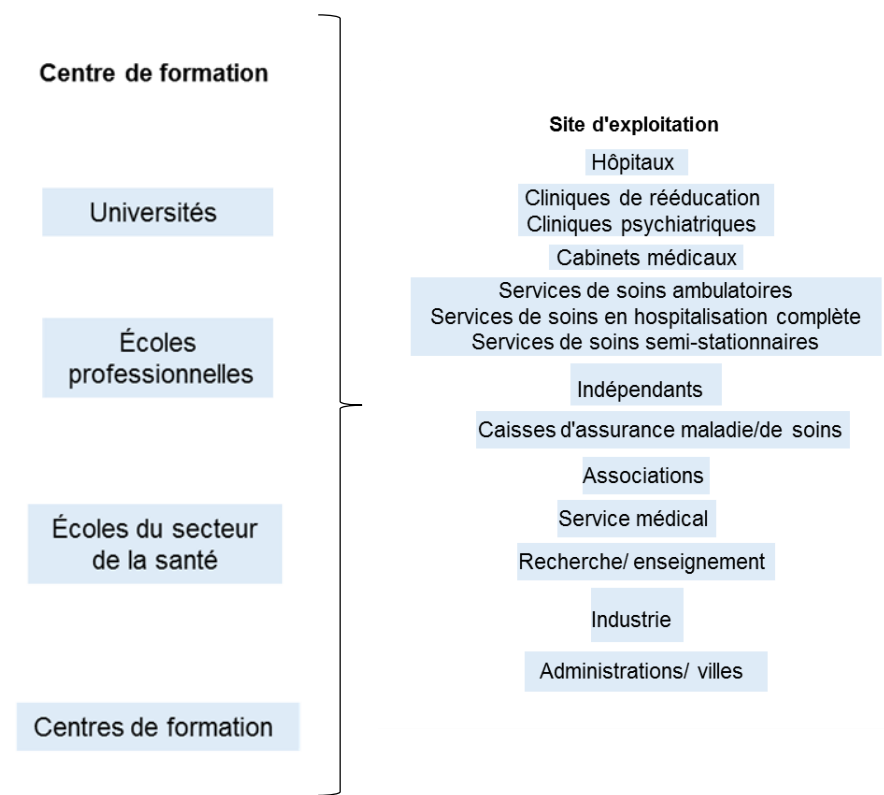 Centre de formation
Universités
Écoles
professionnelles
Écoles du secteur
de la santé
Centres de formation
Site d'exploitation
Hôpitaux
Cliniques de rééducation
Cliniques psychiatriques
Cabinets médicaux
Services de soins ambulatoires
Services de soins en hospitalisation complète
Services de soins semi-stationnaires
Indépendants
Caisses d'assurance maladie/de soins
Associations
Service médical
Recherche/ enseignement
Industrie
Administrations/ villes